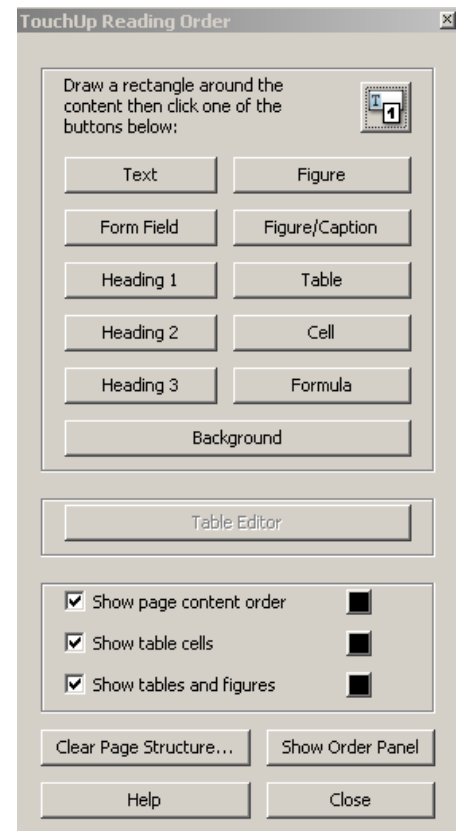 TouchUp Reading Order
Draw a rectangle around the
content then click one of the
buttons below:
T
1
Text
Figure
Form Field
Figure/Caption
Heading 1
Table
Heading 2
Cell
Heading 3
Formula
Background
Table Editor
Show page content order
Show table cells
Show tables and figures
Clear Page Structure...
Show Order Panel
Help
Close